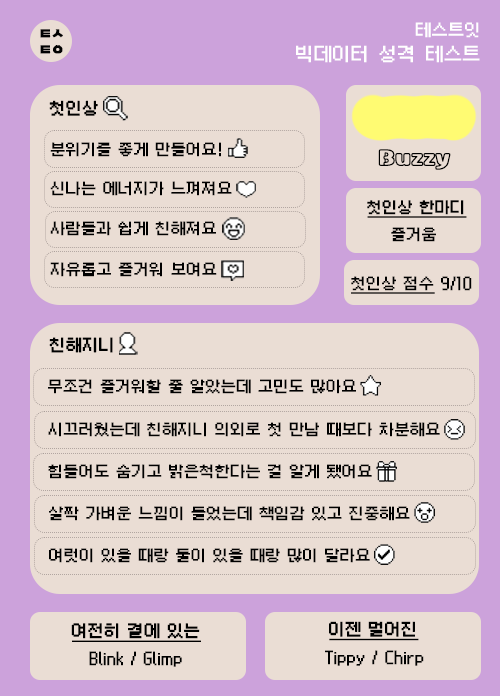 ㅌㅅ
ㅌㅇ
테스트잇
빅데이터 성격 테스트
첫인상
분위기를 좋게 만들어요!
신나는 에너지가 느껴져요
사람들과 쉽게 친해져요
자유롭고 즐거워 보여요
Buzzy
첫인상 한마디
즐거움
첫인상 점수 9/10
친해지니
무조건 즐거워할 줄 알았는데 고민도 많아요
시끄러웠는데 친해지니 의외로 첫 만남 때보다 차분해요
힘들어도 숨기고 밝은척한다는 걸 알게 됐어요
살짝 가벼운 느낌이 들었는데 책임감 있고 진중해요
여럿이 있을 때랑 둘이 있을 때랑 많이 달라요
여전히 곁에 있는
Blink / Glimp
이젠 멀어진
Tippy / Chirp